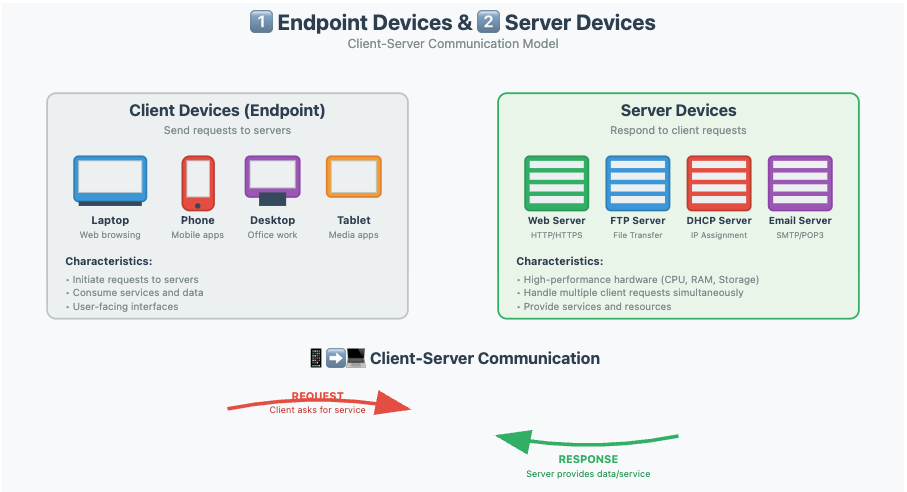 1️⃣ Endpoint Devices & 2️⃣ Server Devices
Client-Server Communication Model
Client Devices (Endpoint)
Send requests to servers
Laptop
Web browsing
Phone
Mobile apps
Desktop
Office work
Tablet
Media apps
Characteristics:
• Initiate requests to servers
• Consume services and data
• User-facing interfaces
Server Devices
Respond to client requests
Web Server
HTTP/HTTPS
FTP Server
File Transfer
DHCP Server
IP Assignment
Email Server
SMTP/POP3
Characteristics:
• High-performance hardware (CPU, RAM, Storage)
• Handle multiple client requests simultaneously
• Provide services and resources
📱➡️💻 Client-Server Communication
REQUEST
Client asks for service
RESPONSE
Server provides data/service